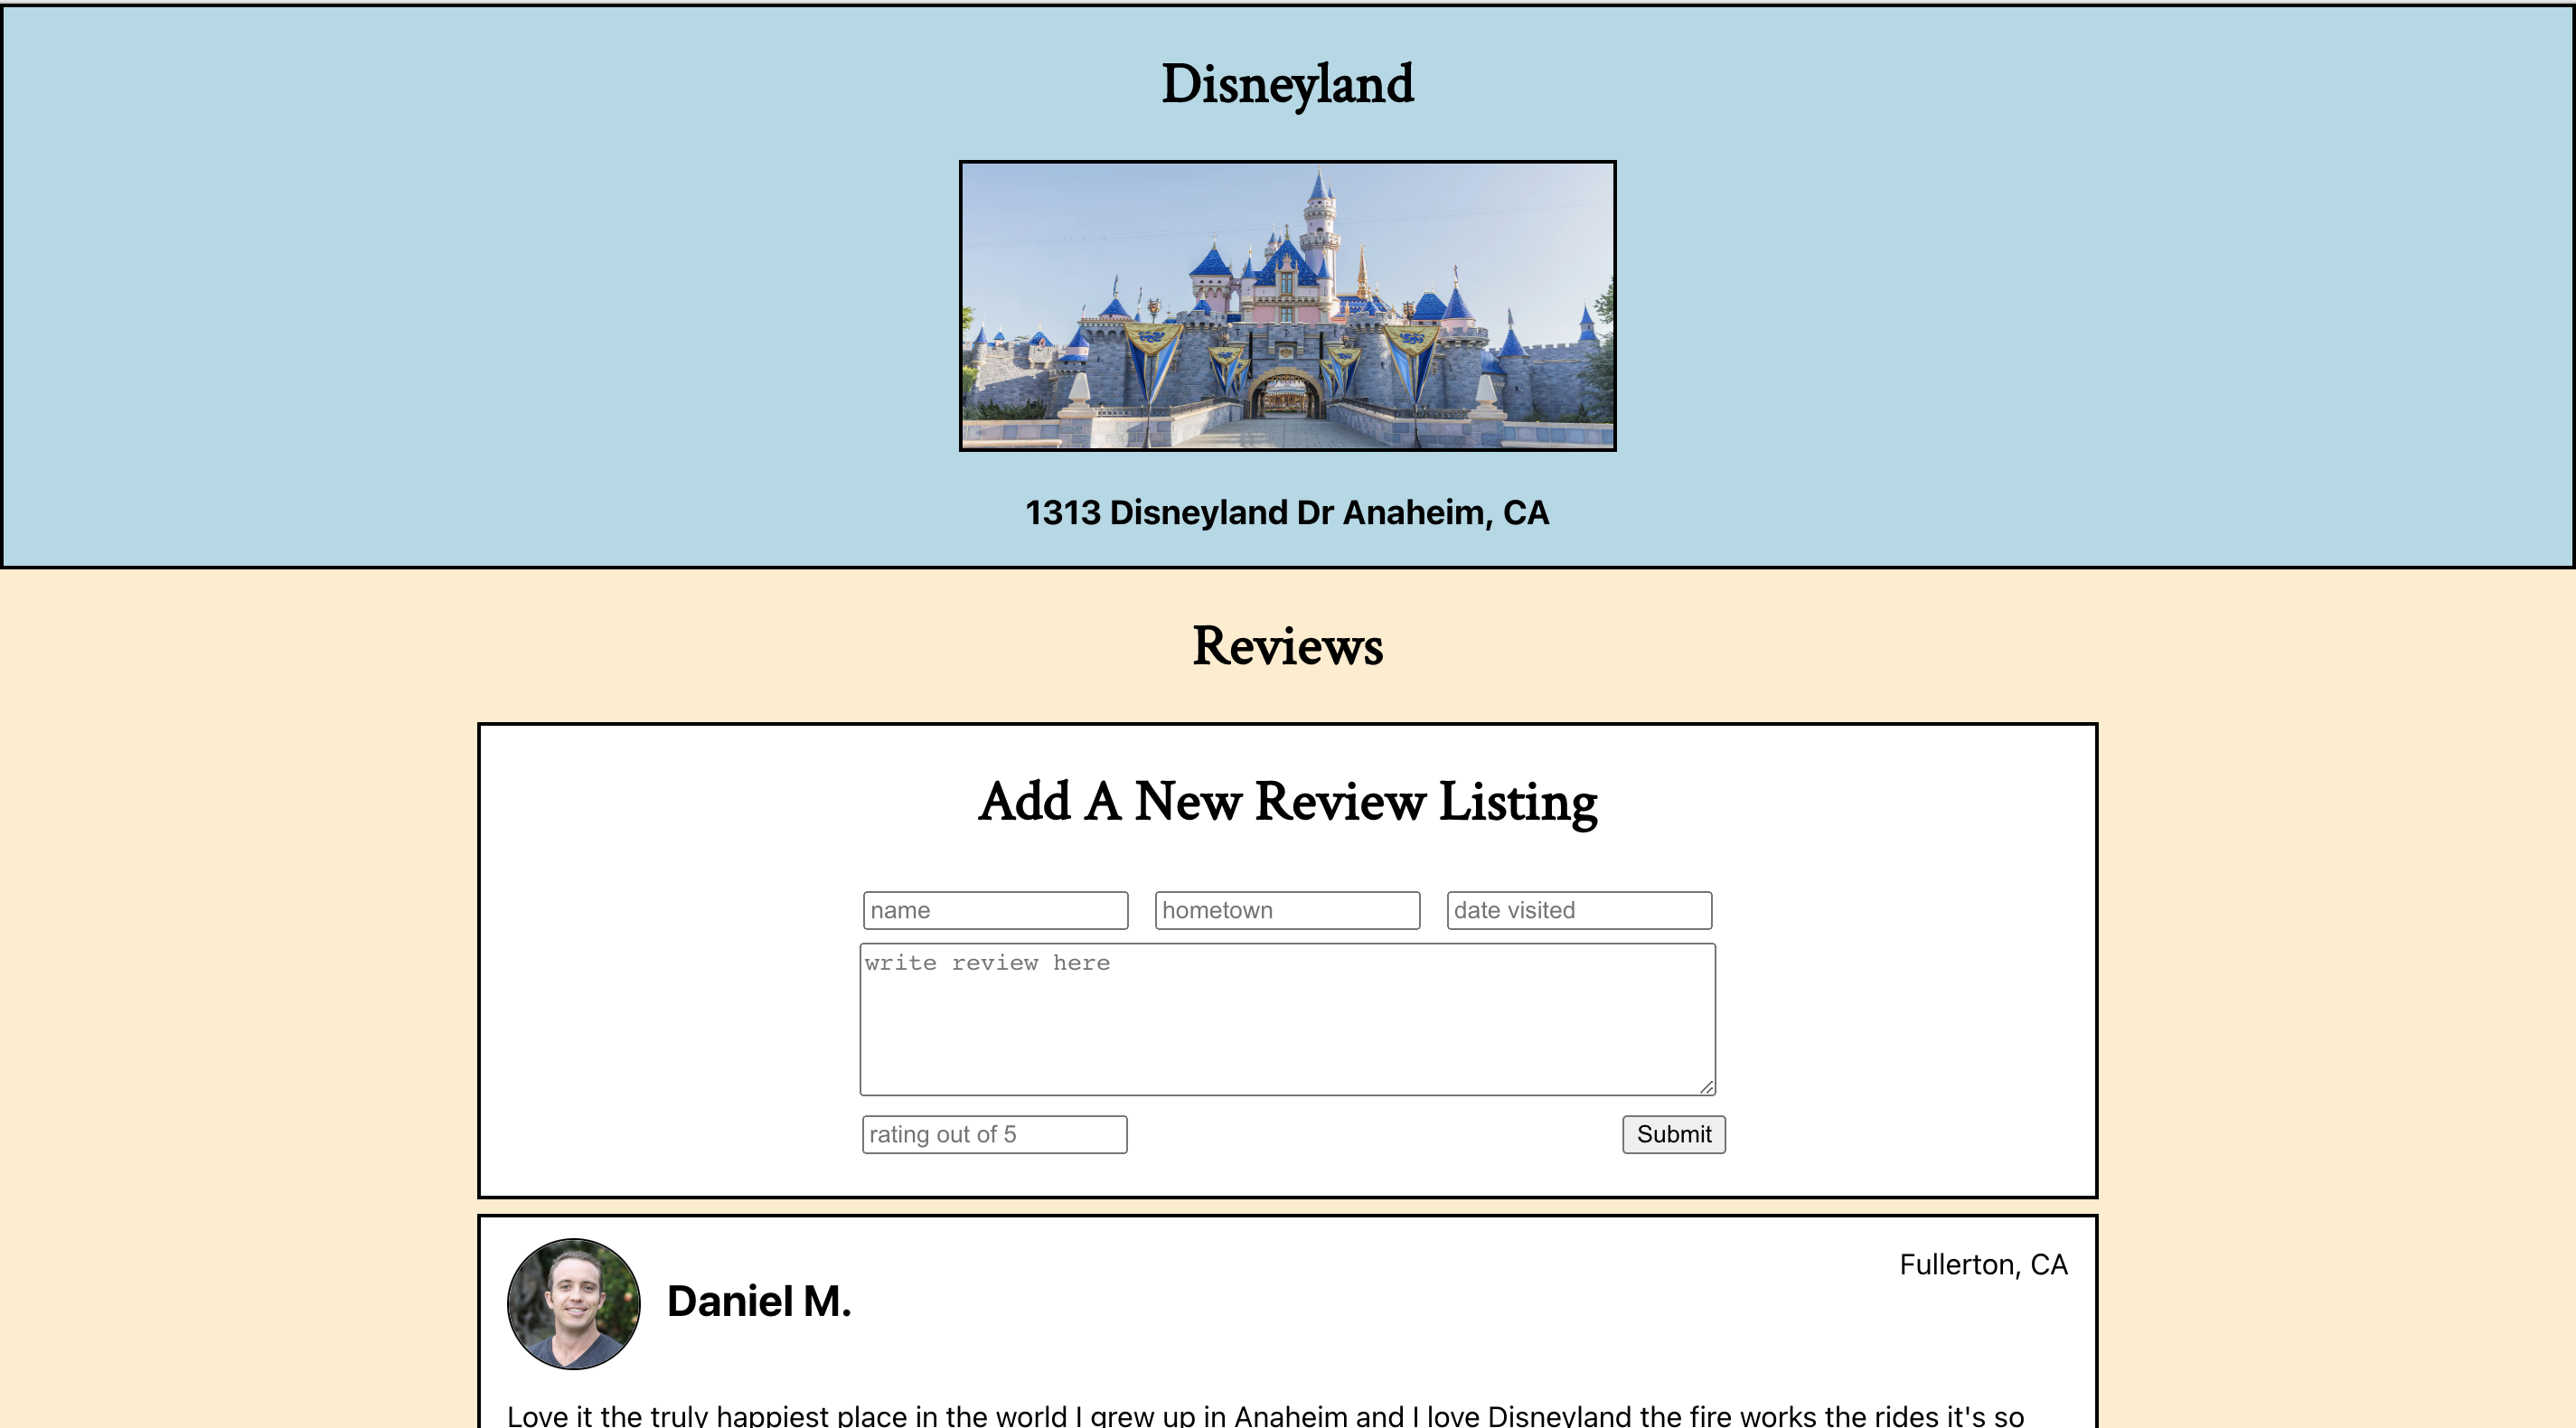 Disneyland
1313 Disneyland Dr Anaheim, CA
Reviews
Add A New Review Listing
name hometown date visited
write review here
rating out of 5 Submit
Fullerton, CA
Daniel M.
Love it the truly happiest place in the world I grew up in Anaheim and I love Disneyland the fire works the rides it's so